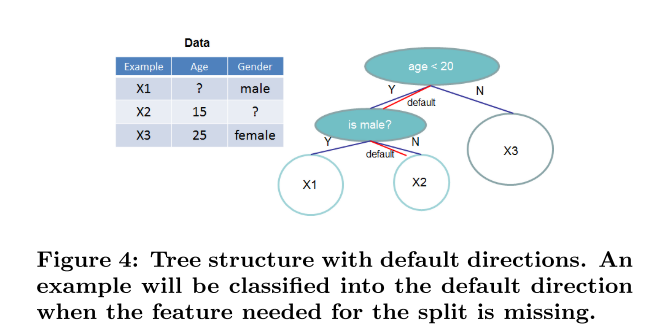 Data
Example Age Gender
X1 ? male
X2 15 ?
X3 25 female
age < 20
Y
N
default
is male?
Y
N
default
X1
X2
X3
Figure 4: Tree structure with default directions. An
example will be classified into the default direction
when the feature needed for the split is missing.